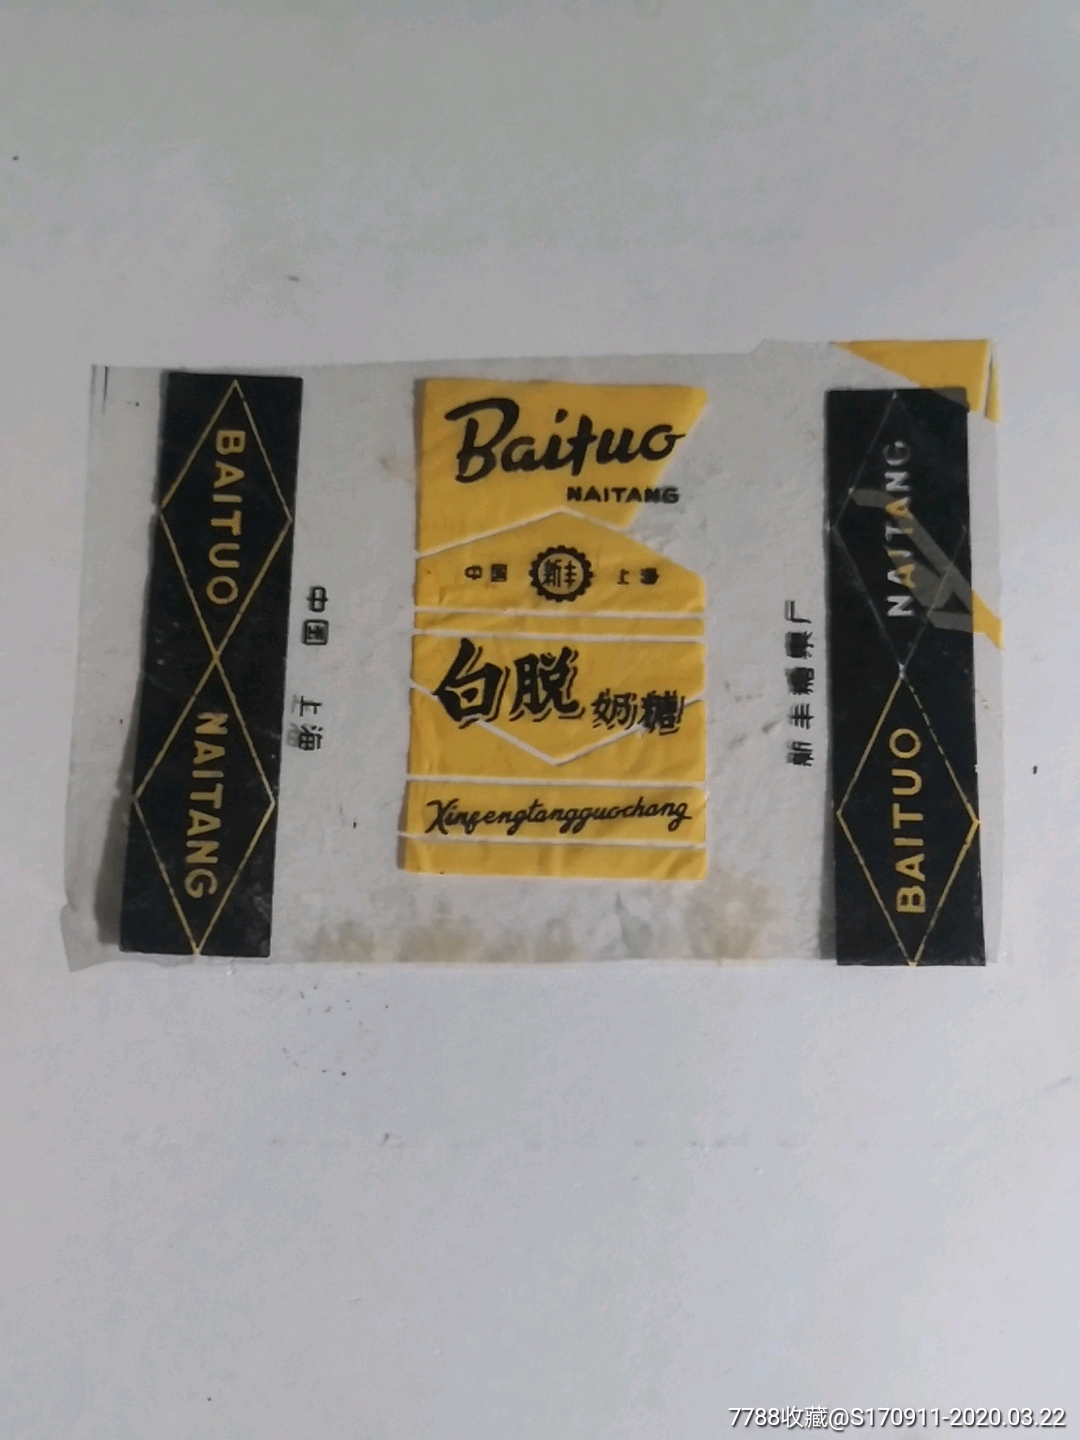 BAITUO
NAITANG
中国 上海
Baituo
NAITANG
中国
新丰
上海
白脱奶糖
Xinfengtangguochang
新丰糖果厂
NAITANG
BAITUO
7788收藏@S170911-2020.03.22